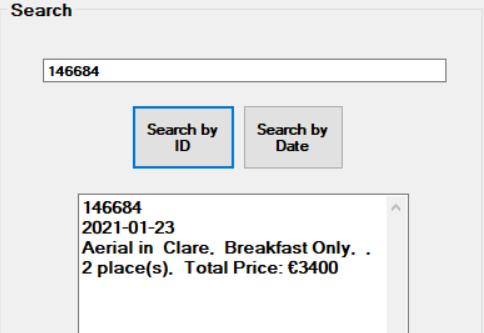 Search
146684
Search by
ID
Search by
Date
146684
2021-01-23
Aerial in  Clare,  Breakfast Only,  ,
2 place(s),  Total Price: €3400